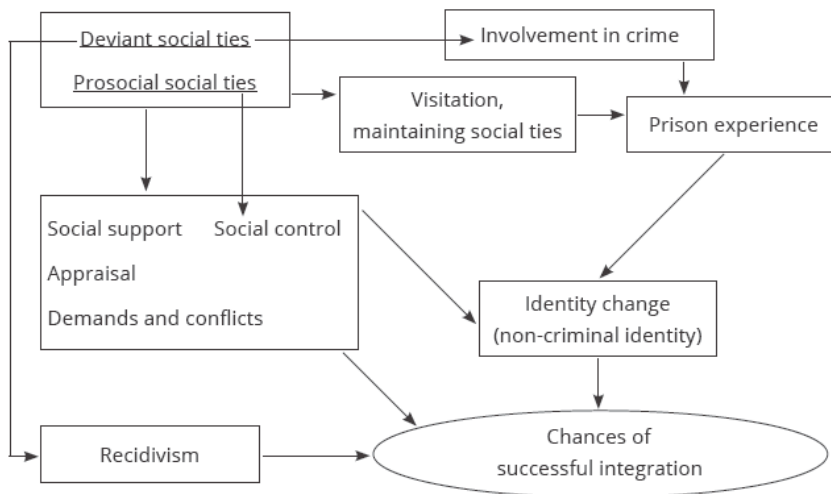 Deviant social ties
Involvement in crime
Prosocial social ties
Visitation,
maintaining social ties
Prison experience
Social support Social control
Appraisal
Demands and conflicts
Identity change
(non-criminal identity)
Recidivism
Chances of
successful integration